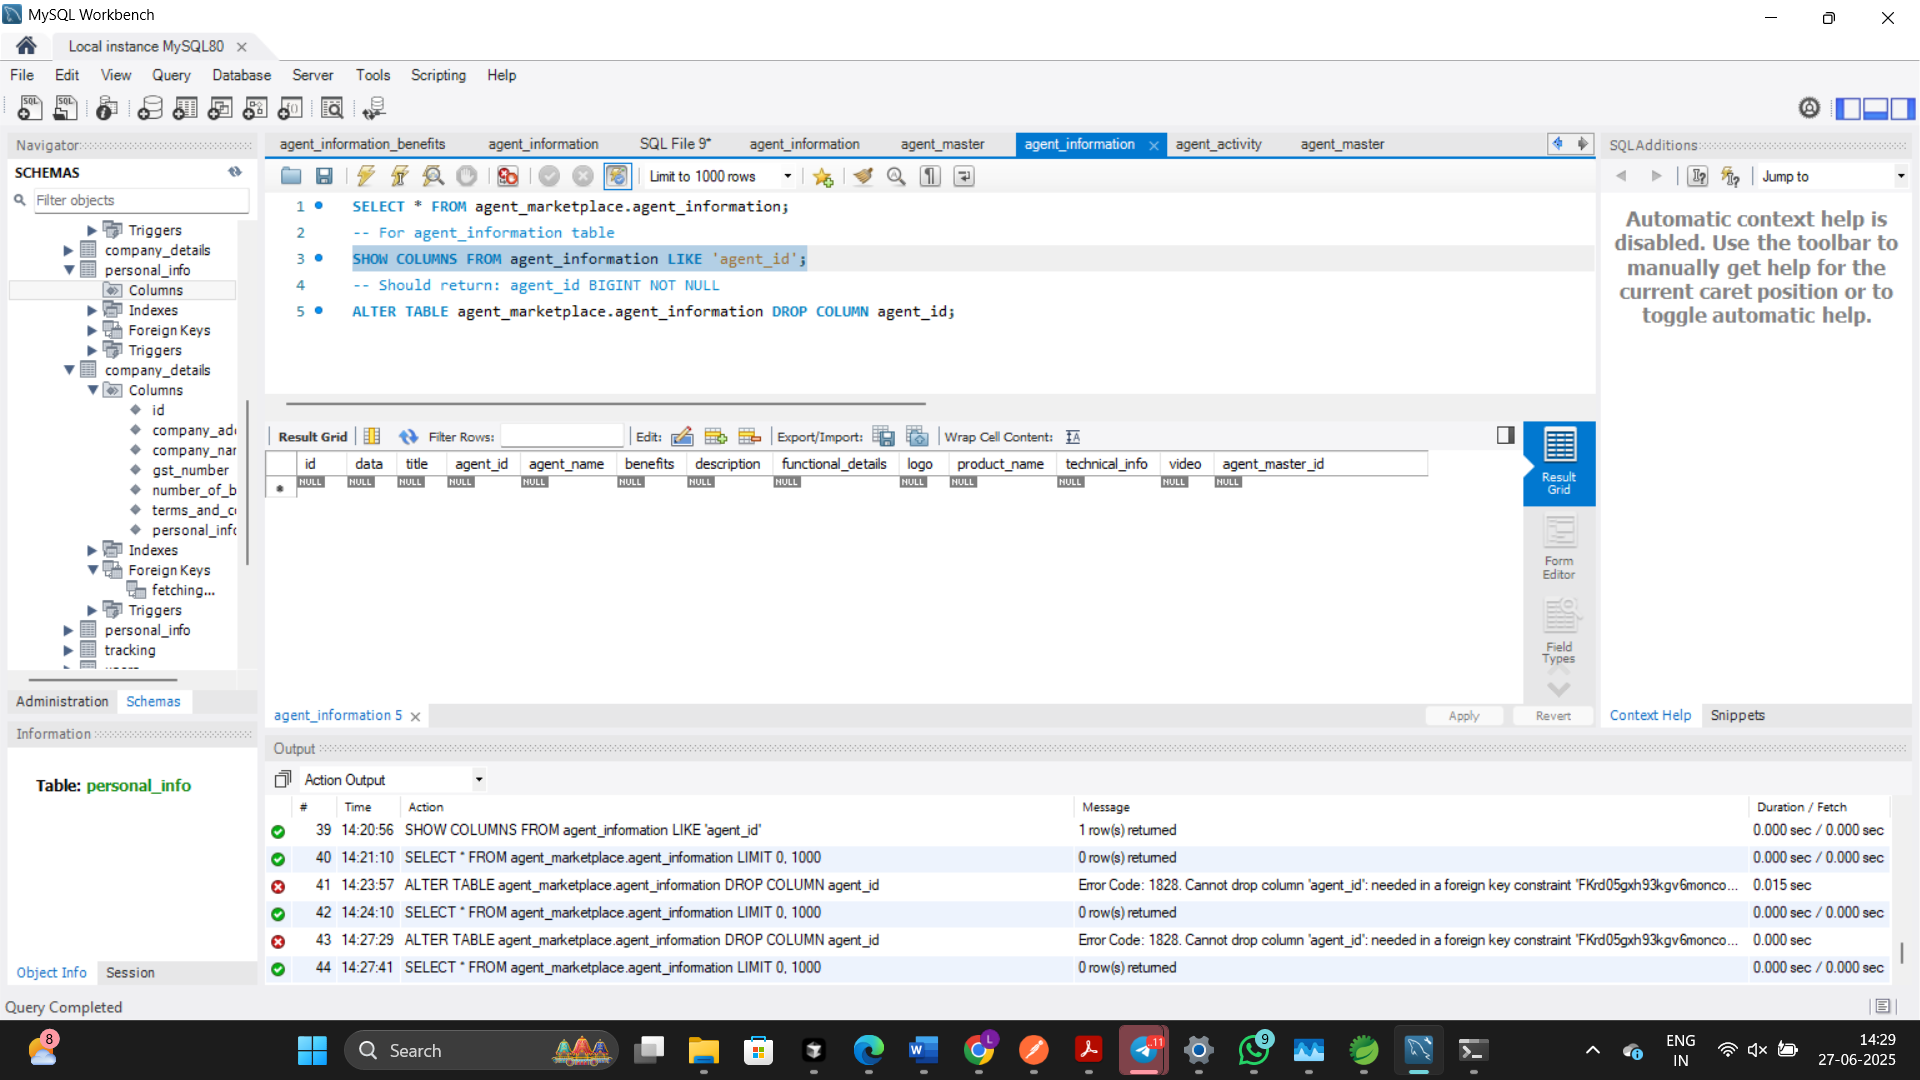 MySQL Workbench
Local instance MySQL80
File Edit View Query Database Server Tools Scripting Help
Navigator
SCHEMAS
Filter objects
Triggers
company_details
personal_info
Columns
Indexes
Foreign Keys
Triggers
company_details
Columns
id
company_add
company_nar
gst_number
number_of_b
terms_and_co
personal_info
Indexes
Foreign Keys
fetching...
Triggers
personal_info
tracking
Administration Schemas
Information
Table: personal_info
Object Info Session
Query Completed
agent_information_benefits agent_information SQL File 9* agent_information agent_master agent_information agent_activity agent_master
Limit to 1000 rows
1 SELECT * FROM agent_marketplace.agent_information;
2 -- For agent_information table
3 SHOW COLUMNS FROM agent_information LIKE 'agent_id';
4 -- Should return: agent_id BIGINT NOT NULL
5 ALTER TABLE agent_marketplace.agent_information DROP COLUMN agent_id;
Result Grid Filter Rows: Edit: Export/Import: Wrap Cell Content:
id data title agent_id agent_name benefits description functional_details logo product_name technical_info video agent_master_id
NULL NULL NULL NULL NULL NULL NULL NULL NULL NULL NULL NULL NULL
Result
Grid
Form
Editor
Field
Types
agent_information 5 Apply Revert
SQLAdditions
Jump to
Automatic context help is
disabled. Use the toolbar to
manually get help for the
current caret position or to
toggle automatic help.
Context Help Snippets
Output
Action Output
# Time Action Message Duration / Fetch
39 14:20:56 SHOW COLUMNS FROM agent_information LIKE 'agent_id' 1 row(s) returned 0.000 sec / 0.000 sec
40 14:21:10 SELECT * FROM agent_marketplace.agent_information LIMIT 0, 1000 0 row(s) returned 0.000 sec / 0.000 sec
41 14:23:57 ALTER TABLE agent_marketplace.agent_information DROP COLUMN agent_id Error Code: 1828. Cannot drop column 'agent_id': needed in a foreign key constraint 'FKrd05gxh93kgv6monco... 0.015 sec
42 14:24:10 SELECT * FROM agent_marketplace.agent_information LIMIT 0, 1000 0 row(s) returned 0.000 sec / 0.000 sec
43 14:27:29 ALTER TABLE agent_marketplace.agent_information DROP COLUMN agent_id Error Code: 1828. Cannot drop column 'agent_id': needed in a foreign key constraint 'FKrd05gxh93kgv6monco... 0.000 sec
44 14:27:41 SELECT * FROM agent_marketplace.agent_information LIMIT 0, 1000 0 row(s) returned 0.000 sec / 0.000 sec
8
Search
L
..11
9
ENG
IN
14:29
27-06-2025